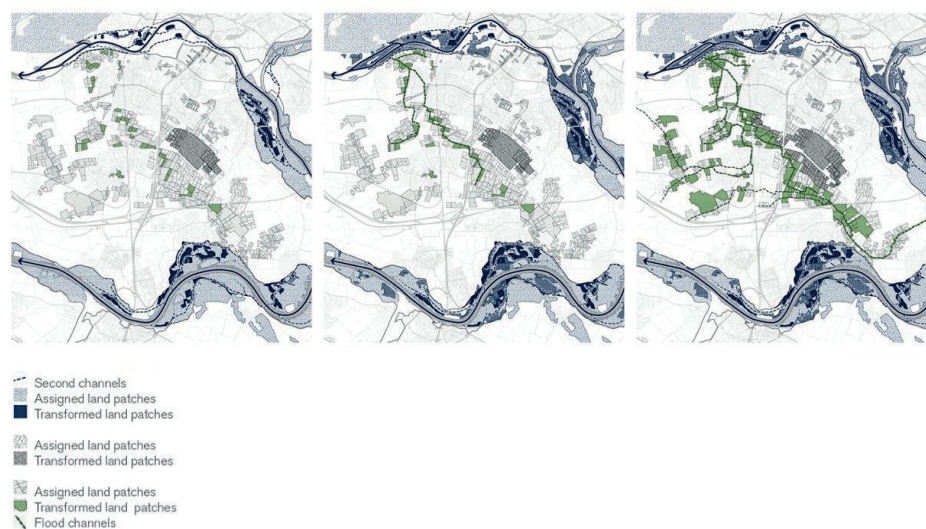 Second channels
Assigned land patches
Transformed land patches
Assigned land patches
Transformed land patches
Assigned land patches
Transformed land patches
Flood channels